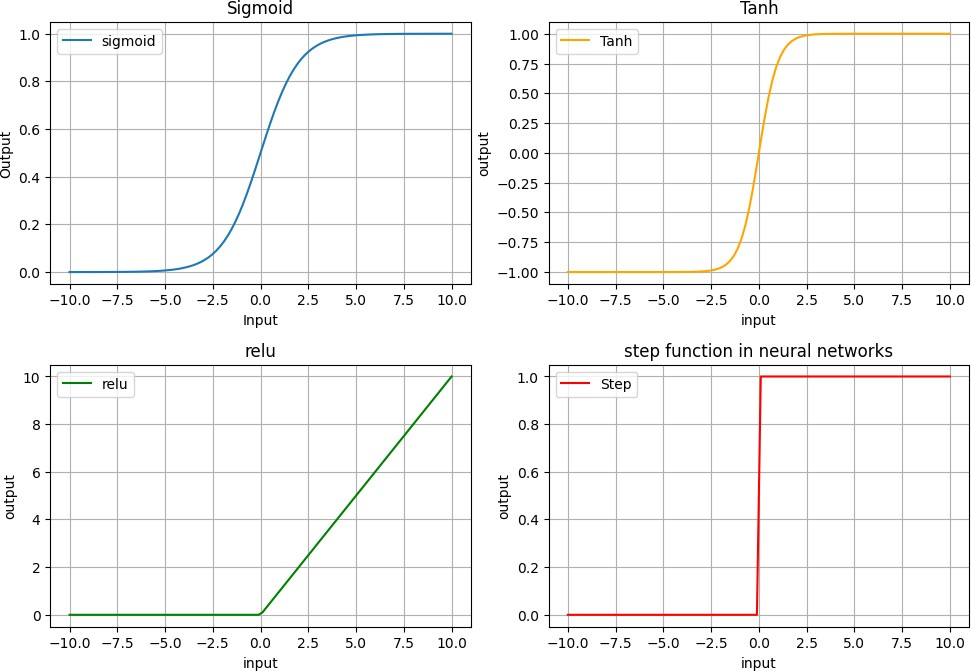 Sigmoid
1.0
0.8
0.6
0.4
0.2
0.0
Output
sigmoid
−10.0 −7.5 −5.0 −2.5 0.0 2.5 5.0 7.5 10.0
Input
Tanh
1.00
0.75
0.50
0.25
0.00
−0.25
−0.50
−0.75
−1.00
output
Tanh
−10.0 −7.5 −5.0 −2.5 0.0 2.5 5.0 7.5 10.0
input
relu
10
8
6
4
2
0
output
relu
−10.0 −7.5 −5.0 −2.5 0.0 2.5 5.0 7.5 10.0
input
step function in neural networks
1.0
0.8
0.6
0.4
0.2
0.0
output
Step
−10.0 −7.5 −5.0 −2.5 0.0 2.5 5.0 7.5 10.0
input